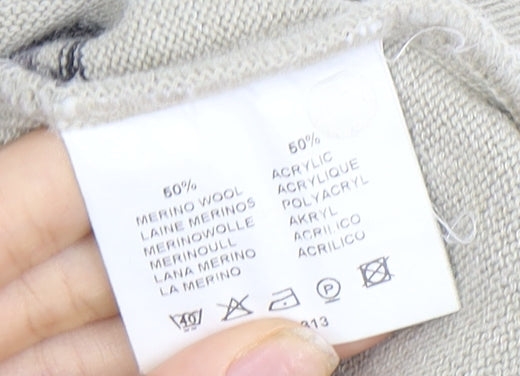 50%
MERINO WOOL
LAINE MERINOS
MERINOWOLLE
MERINOULL
LANA MERINO
LA MERINO
50%
ACRYLIC
ACRYLIQUE
POLYACRYL
AKRYL
ACRILICO
ACRILICO
40
P
313